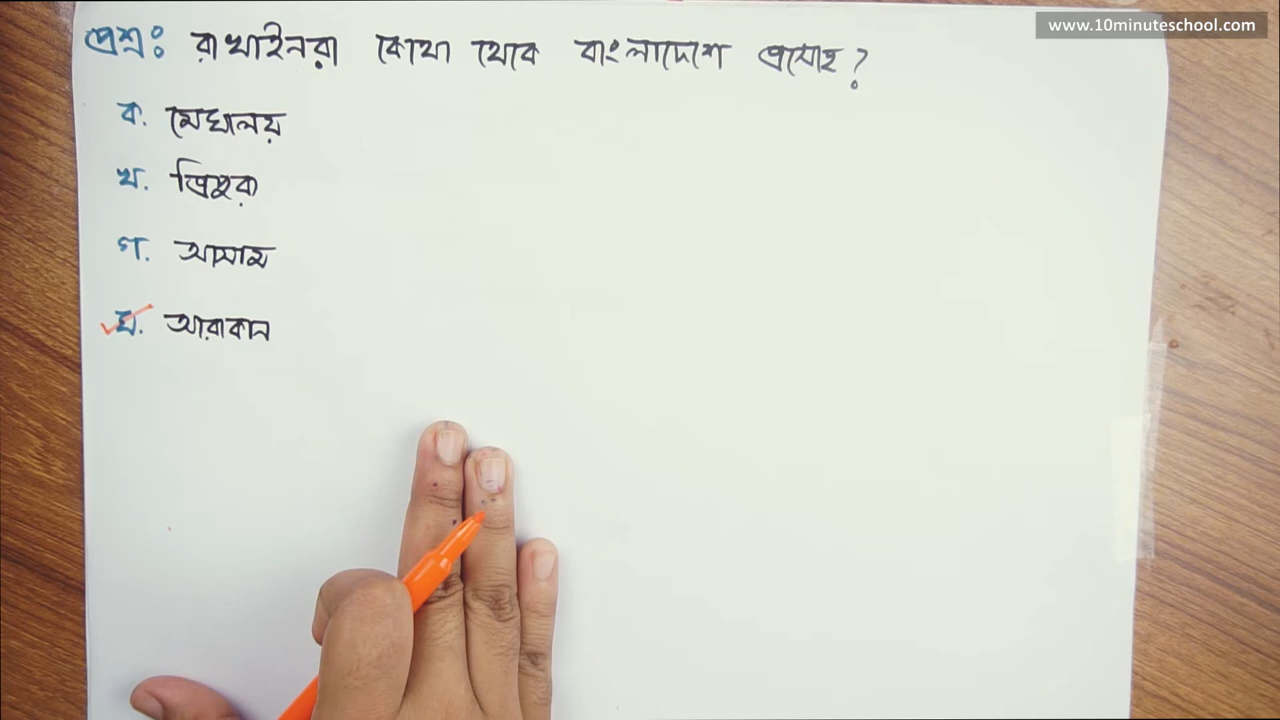 www.10minuteschool.com
প্রশ্নঃ রাখাইনরা কোথা থেকে বাংলাদেশে এসেছে?
ক. মেঘালয়
খ. ত্রিপুরা
গ. আসাম
ঘ. আরাকান